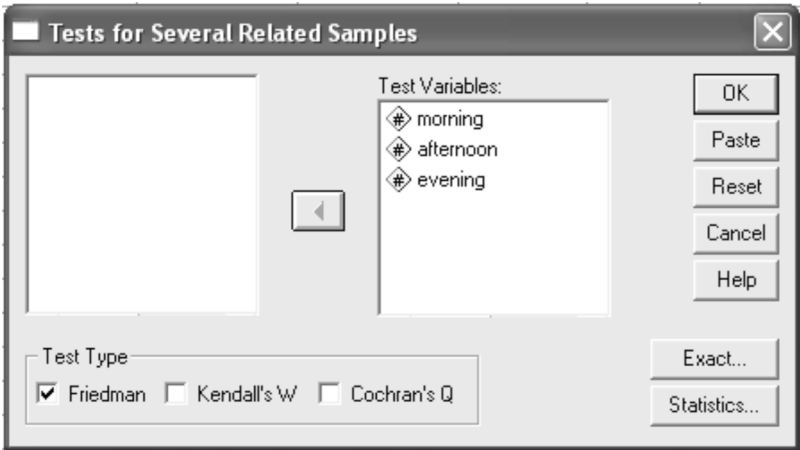 Tests for Several Related Samples
Test Variables:
# morning
# afternoon
# evening
OK
Paste
Reset
Cancel
Help
Test Type
Friedman Kendall's W Cochran's Q
Exact...
Statistics...